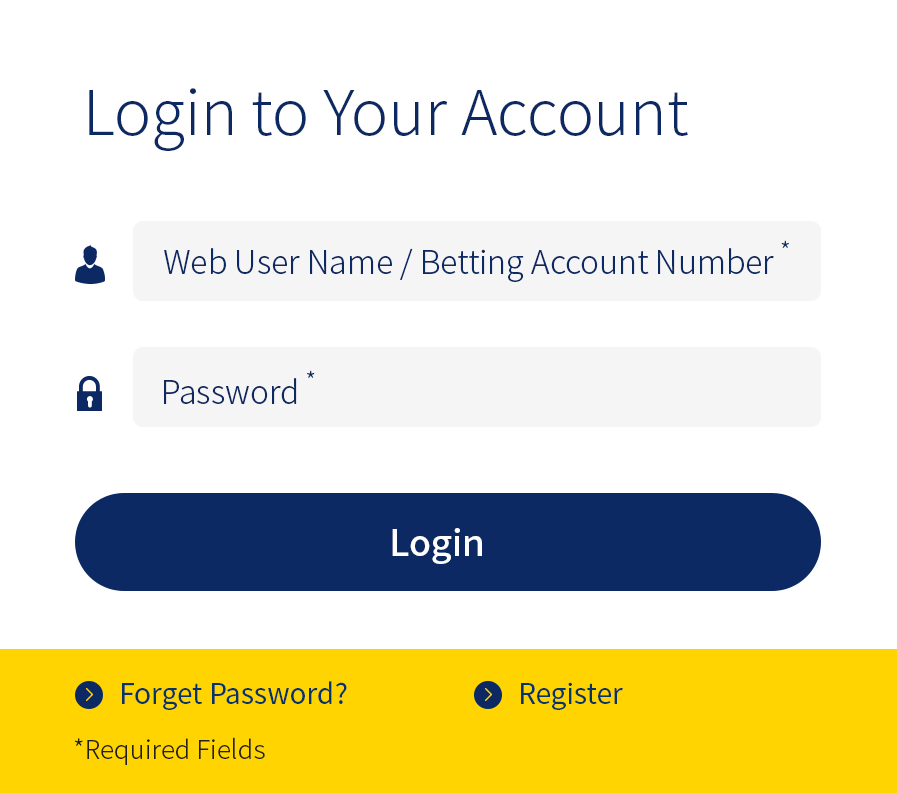 Login to Your Account
Web User Name / Betting Account Number *
Password *
Login
Forget Password?
Register
*Required Fields